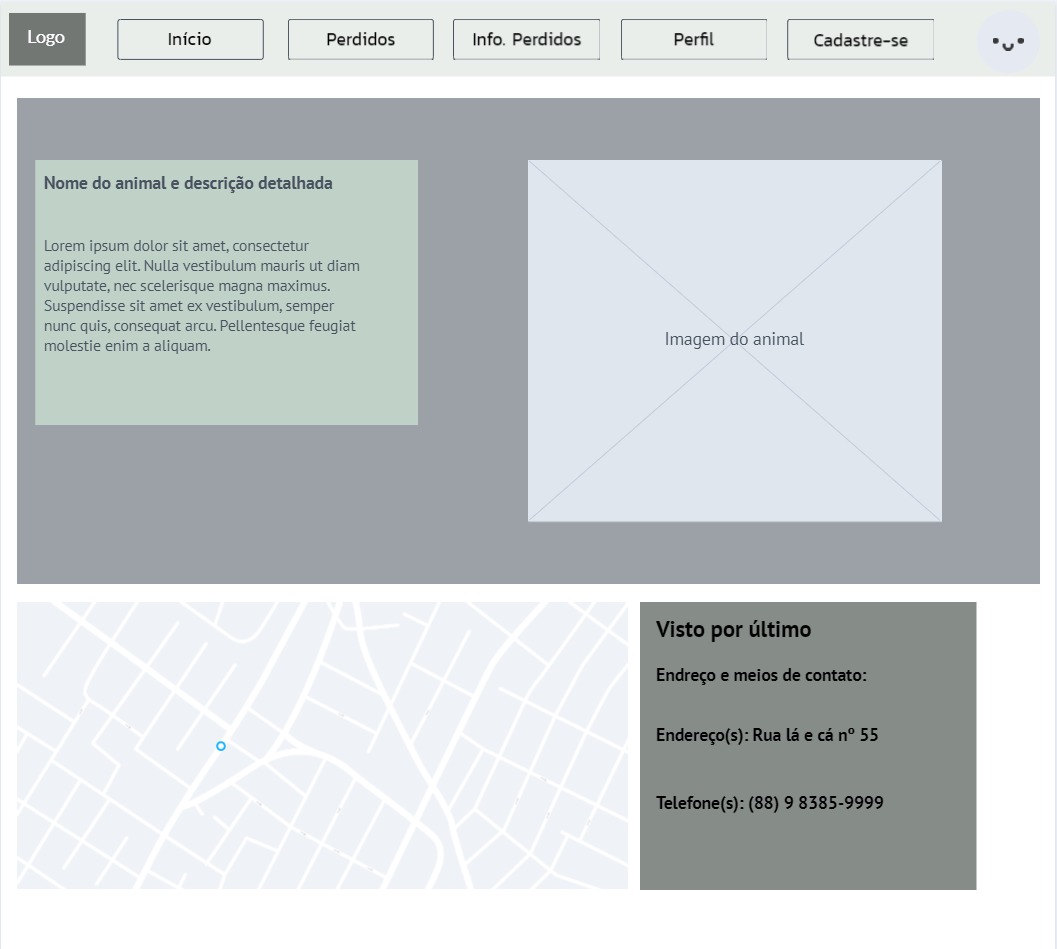 Logo
Início
Perdidos
Info. Perdidos
Perfil
Cadastre-se
Nome do animal e descrição detalhada
Lorem ipsum dolor sit amet, consectetur
adipiscing elit. Nulla vestibulum mauris ut diam
vulputate, nec scelerisque magna maximus.
Suspendisse sit amet ex vestibulum, semper
nunc quis, consequat arcu. Pellentesque feugiat
molestie enim a aliquam.
Imagem do animal
Visto por último
Endreço e meios de contato:
Endereço(s): Rua lá e cá nº 55
Telefone(s): (88) 9 8385-9999